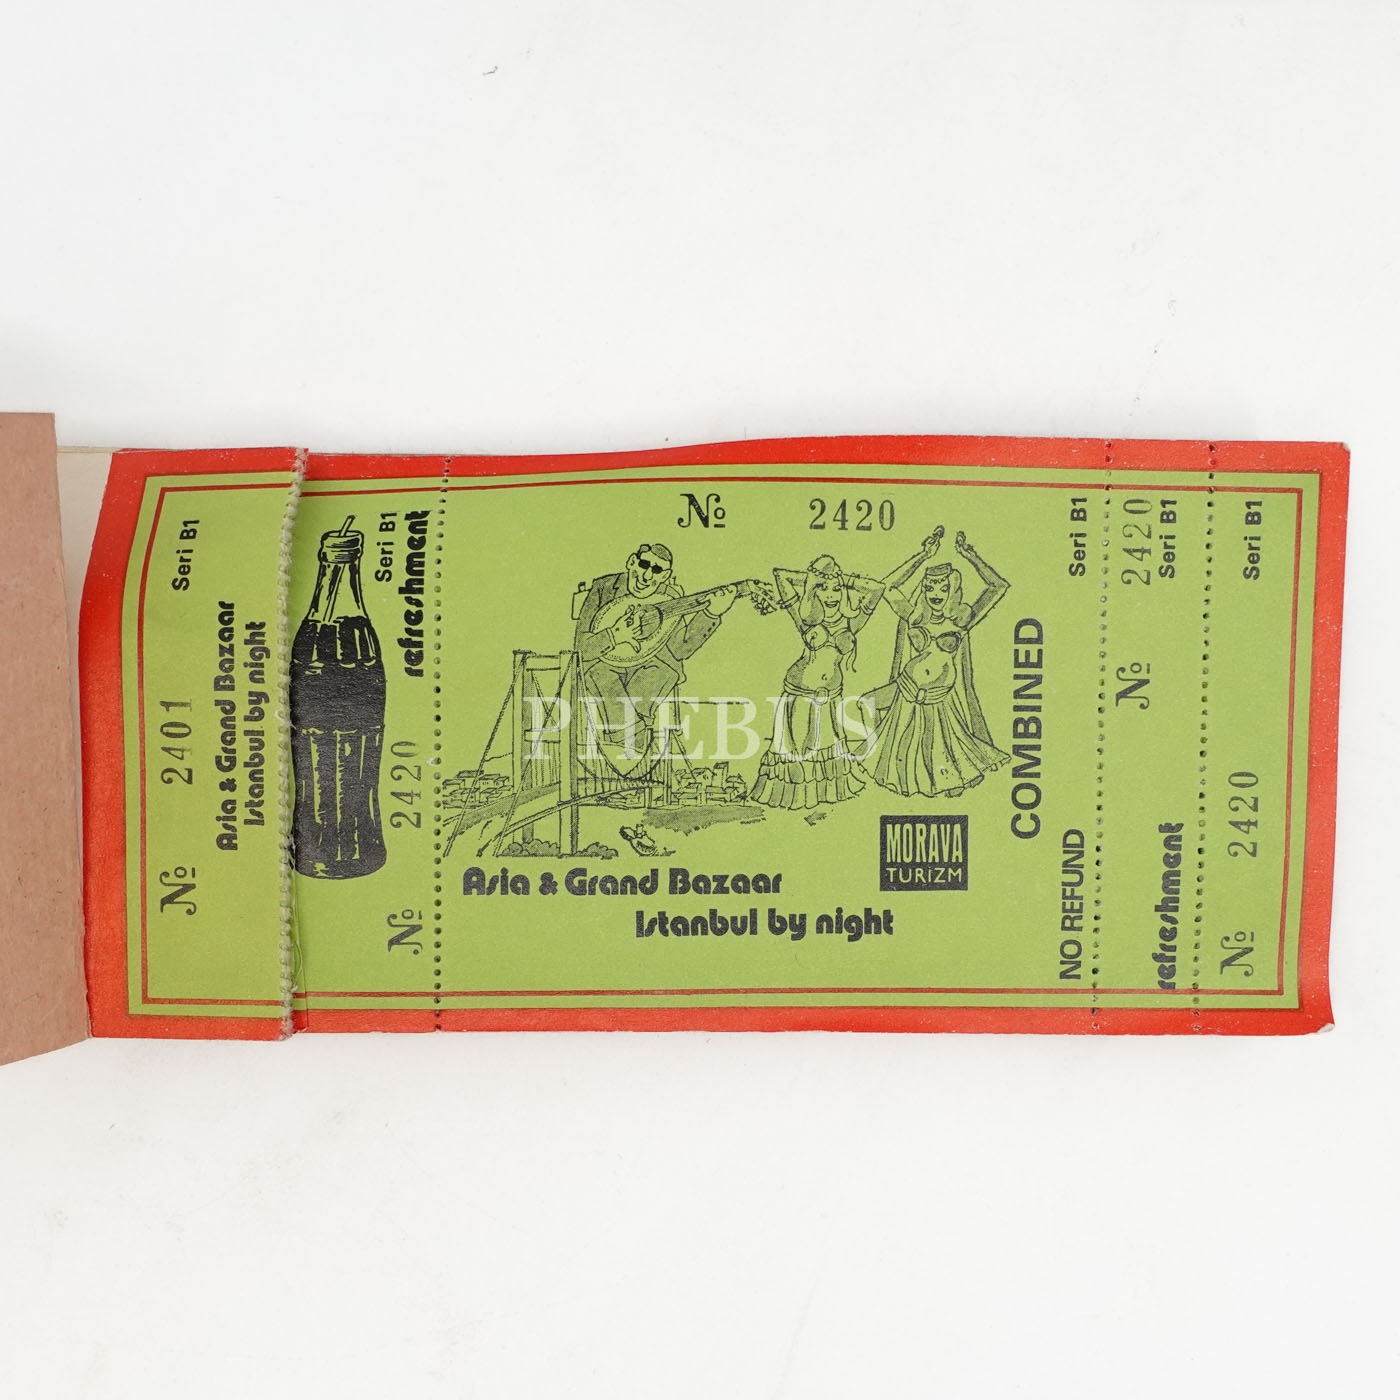 Seri B1
Asia & Grand Bazaar
Istanbul by night
№ 2401
Seri B1
refreshment
№ 2420
№ 2420
PHEBUS
MORAVA
TURİZM
Asia & Grand Bazaar
Istanbul by night
COMBINED
NO REFUND
Seri B1
№ 2420
Seri B1
refreshment
Seri B1
№ 2420